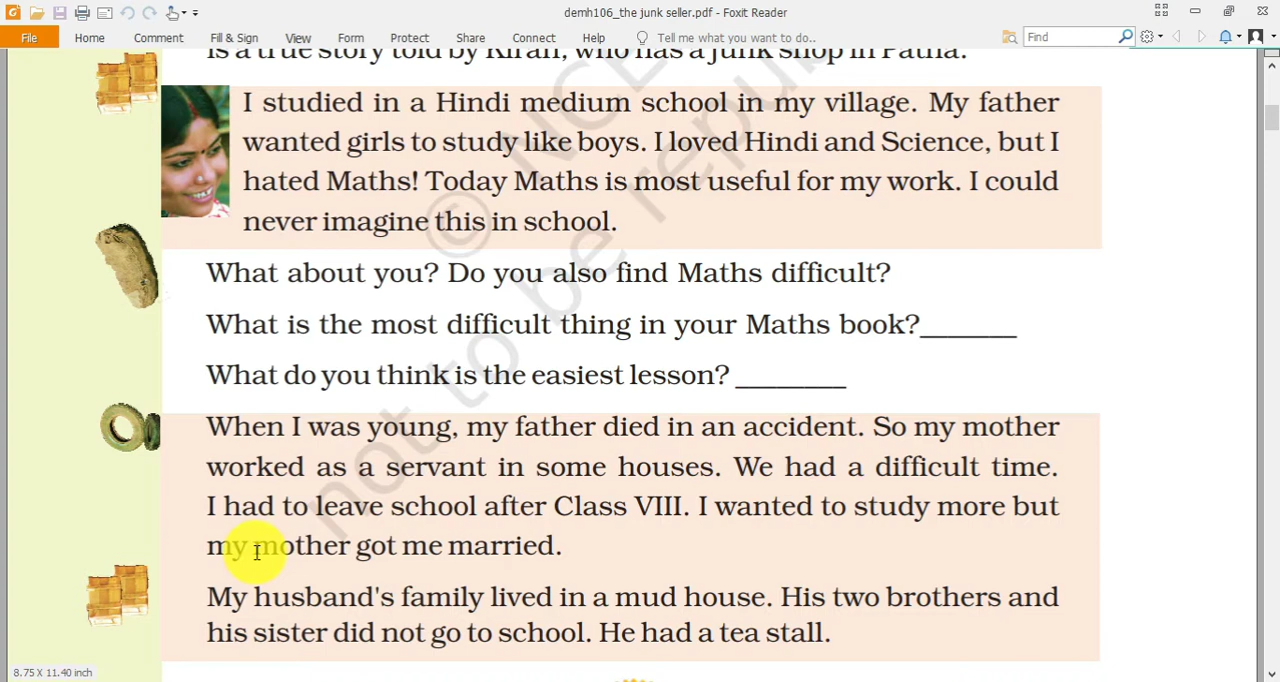 demh106_the junk seller.pdf - Foxit Reader
File Home Comment Fill & Sign View Form Protect Share Connect Help Tell me what you want to do.. Find
is a true story told by Kiran, who has a junk shop in Patna.
I studied in a Hindi medium school in my village. My father
wanted girls to study like boys. I loved Hindi and Science, but I
hated Maths! Today Maths is most useful for my work. I could
never imagine this in school.
What about you? Do you also find Maths difficult?
What is the most difficult thing in your Maths book?_______
What do you think is the easiest lesson? ________
When I was young, my father died in an accident. So my mother
worked as a servant in some houses. We had a difficult time.
I had to leave school after Class VIII. I wanted to study more but
my mother got me married.
My husband's family lived in a mud house. His two brothers and
his sister did not go to school. He had a tea stall.
8.75 X 11.40 inch
© NCE
not to be republ